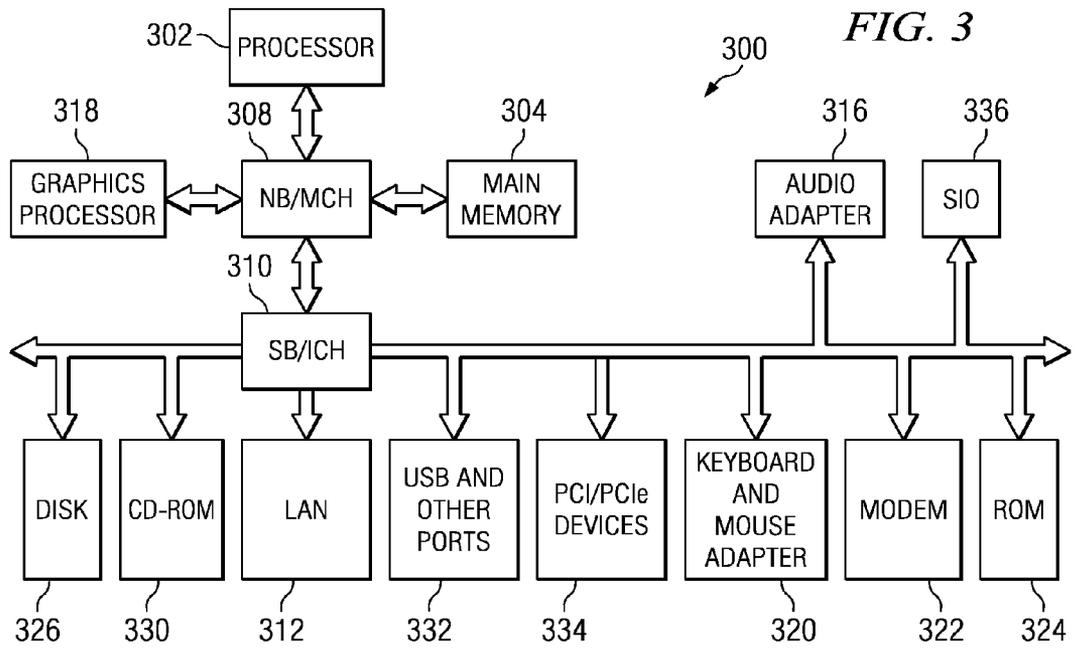 FIG. 3
300
302
PROCESSOR
318
308
304
316
336
GRAPHICS
PROCESSOR
NB/MCH
MAIN
MEMORY
AUDIO
ADAPTER
SIO
310
SB/ICH
DISK
CD-ROM
LAN
USB AND
OTHER
PORTS
PCI/PCIe
DEVICES
KEYBOARD
AND
MOUSE
ADAPTER
MODEM
ROM
326
330
312
332
334
320
322
324